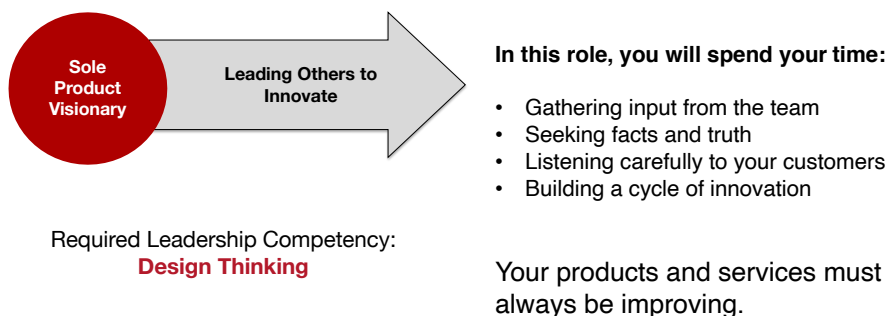 Sole
Product
Visionary
Leading Others to
Innovate
Required Leadership Competency:
Design Thinking
In this role, you will spend your time:
• Gathering input from the team
• Seeking facts and truth
• Listening carefully to your customers
• Building a cycle of innovation
Your products and services must
always be improving.